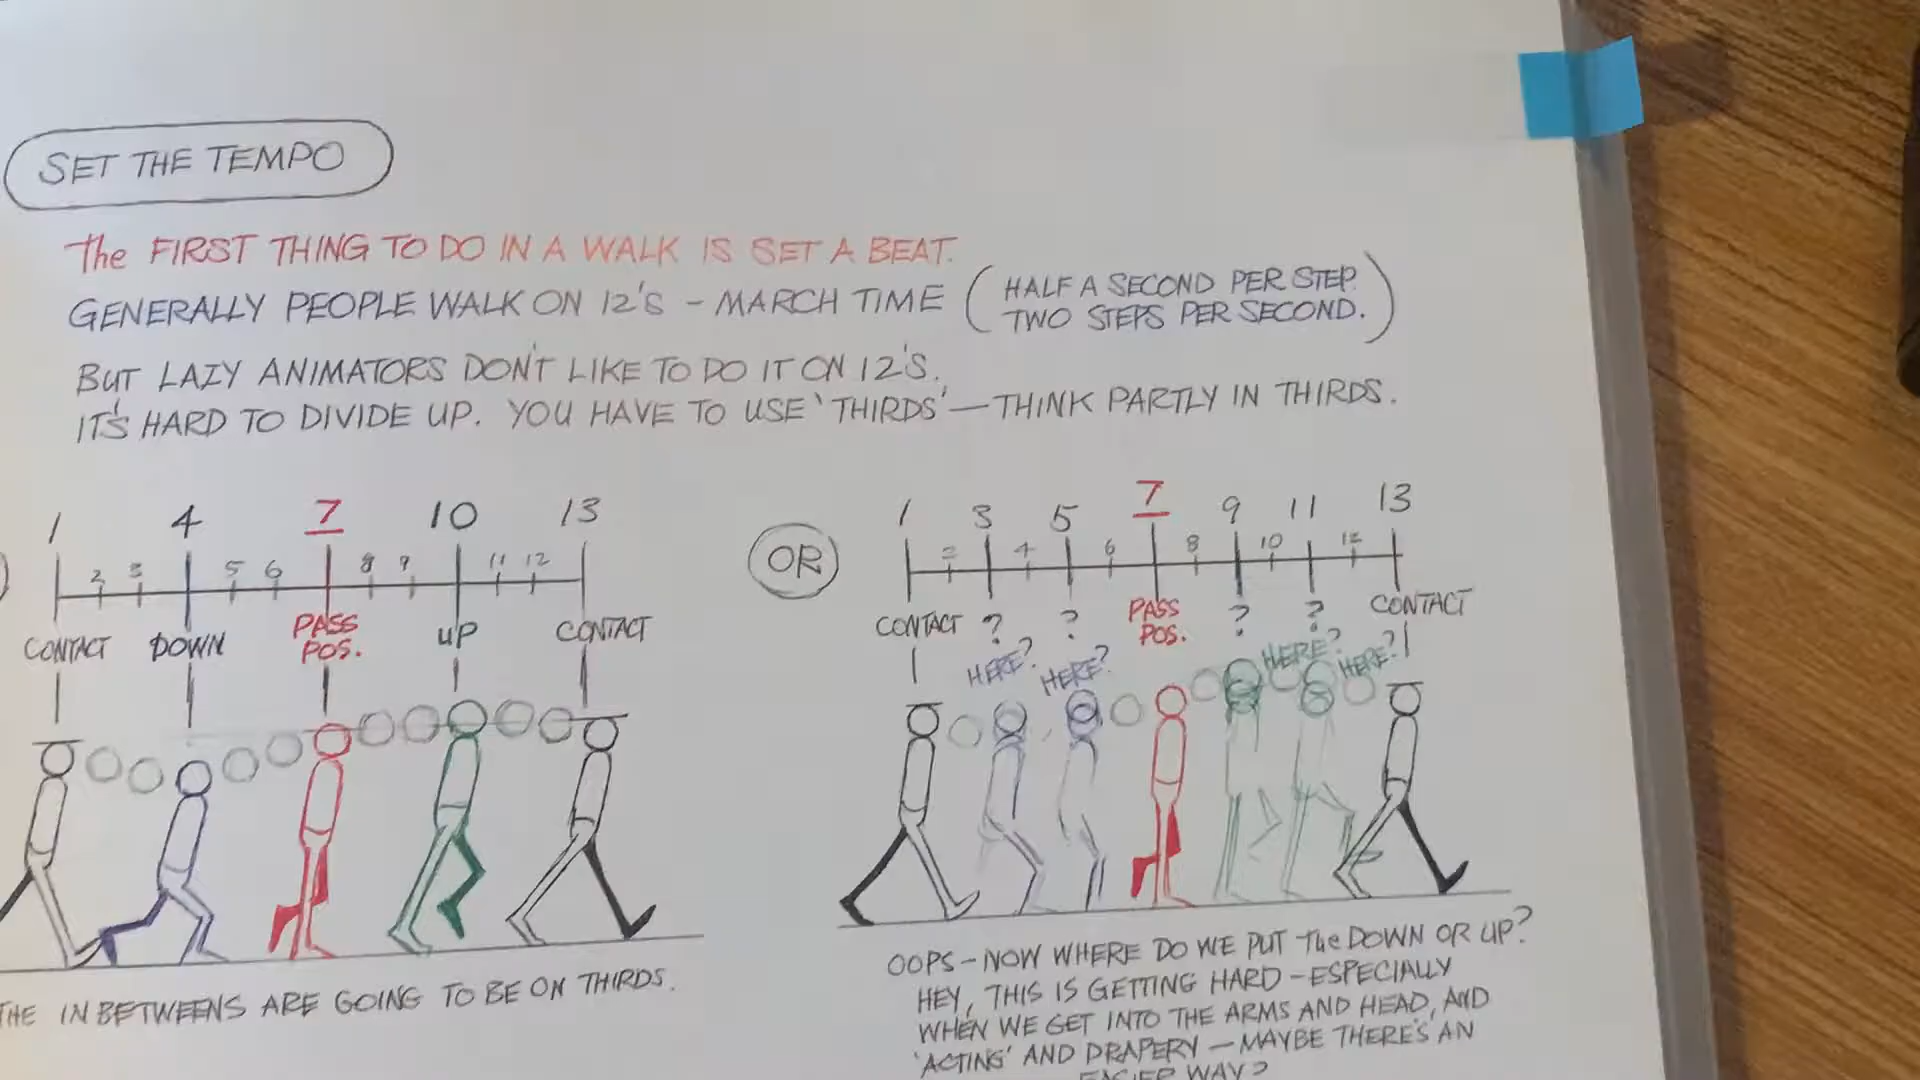 SET THE TEMPO
The FIRST THING TO DO IN A WALK IS SET A BEAT.
GENERALLY PEOPLE WALK ON 12'S - MARCH TIME (HALF A SECOND PER STEP.
TWO STEPS PER SECOND.)
BUT LAZY ANIMATORS DON'T LIKE TO DO IT ON 12'S.
IT'S HARD TO DIVIDE UP. YOU HAVE TO USE 'THIRDS' — THINK PARTLY IN THIRDS.
1 4 7 10 13
2 3 5 6 8 9 11 12
CONTACT DOWN PASS POS. UP CONTACT
THE INBETWEENS ARE GOING TO BE ON THIRDS.
OR
1 3 5 7 9 11 13
2 4 6 8 10 12
CONTACT ? ? PASS POS. ? ? CONTACT
HERE? HERE? HERE? HERE?
OOPS - NOW WHERE DO WE PUT The DOWN OR UP?
HEY, THIS IS GETTING HARD - ESPECIALLY
WHEN WE GET INTO THE ARMS AND HEAD, AND
'ACTING' AND DRAPERY — MAYBE THERE'S AN
EASIER WAY?